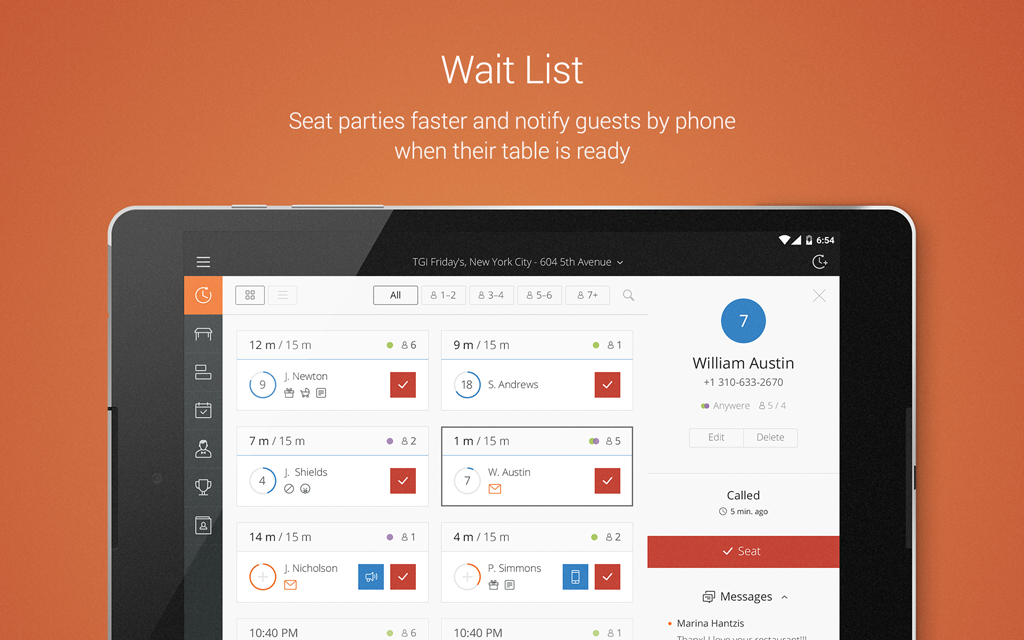 Wait List
Seat parties faster and notify guests by phone
when their table is ready
6:54
TGI Friday's, New York City - 604 5th Avenue
All
1–2
3–4
5–6
7+
12 m / 15 m
6
9
J. Newton
9 m / 15 m
1
18
S. Andrews
7 m / 15 m
2
4
J. Shields
1 m / 15 m
5
7
W. Austin
14 m / 15 m
1
J. Nicholson
4 m / 15 m
2
P. Simmons
10:40 PM
6
10:40 PM
1
7
William Austin
+1 310-633-2670
Anywere
5 / 4
Edit
Delete
Called
5 min. ago
Seat
Messages
Marina Hantzis
Thanx! I love your restaurant!!!